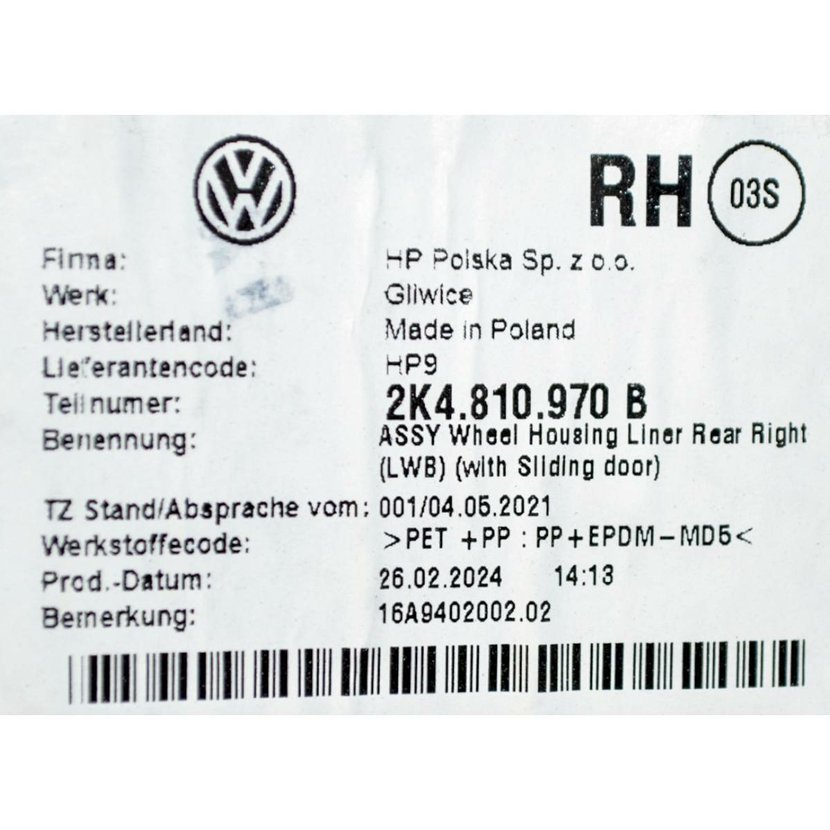 RH 03S
Firma: HP Polska Sp. z o.o.
Werk: Gliwice
Herstellerland: Made in Poland
Lieferantencode: HP9
Teilnumer: 2K4.810.970 B
Benennung: ASSY Wheel Housing Liner Rear Right
(LWB) (with Sliding door)
TZ Stand/Absprache vom: 001/04.05.2021
Werkstoffecode: >PET +PP : PP+EPDM-MD5<
Prod.-Datum: 26.02.2024 14:13
Bemerkung: 16A9402002.02